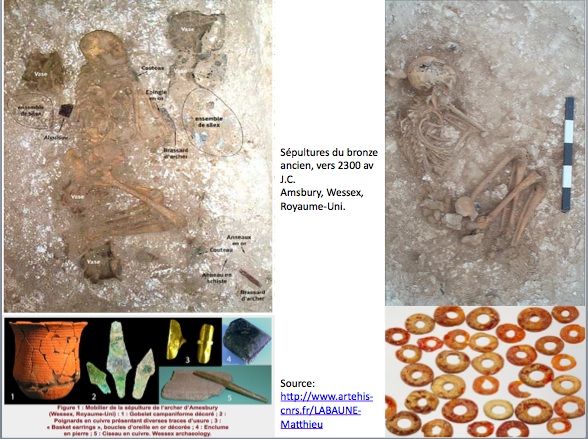 Vase
Vase
Couteau
Epingle
en os
ensemble
de silex
ensemble
de silex
Aiguiseur
Brassard
d'archer
Vase
Vase
Anneaux
en or
Couteau
Anneau en
schiste
Brassard
d'archer
Sépultures du bronze
ancien, vers 2300 av
J.C.
Amsbury, Wessex,
Royaume-Uni.
1
2
3
4
5
Figure 1 : Mobilier de la sépulture de l'archer d'Amesbury
(Wessex, Royaume-Uni) : 1 : Gobelet campaniforme décoré ; 2 :
Poignards en cuivre présentant diverses traces d'usure ; 3 :
« Basket earrings », boucles d'oreille en or décorée ; 4 : Enclume
en pierre ; 5 : Ciseau en cuivre. Wessex archaeology.
Source:
http://www.artehis-
cnrs.fr/LABAUNE-
Matthieu